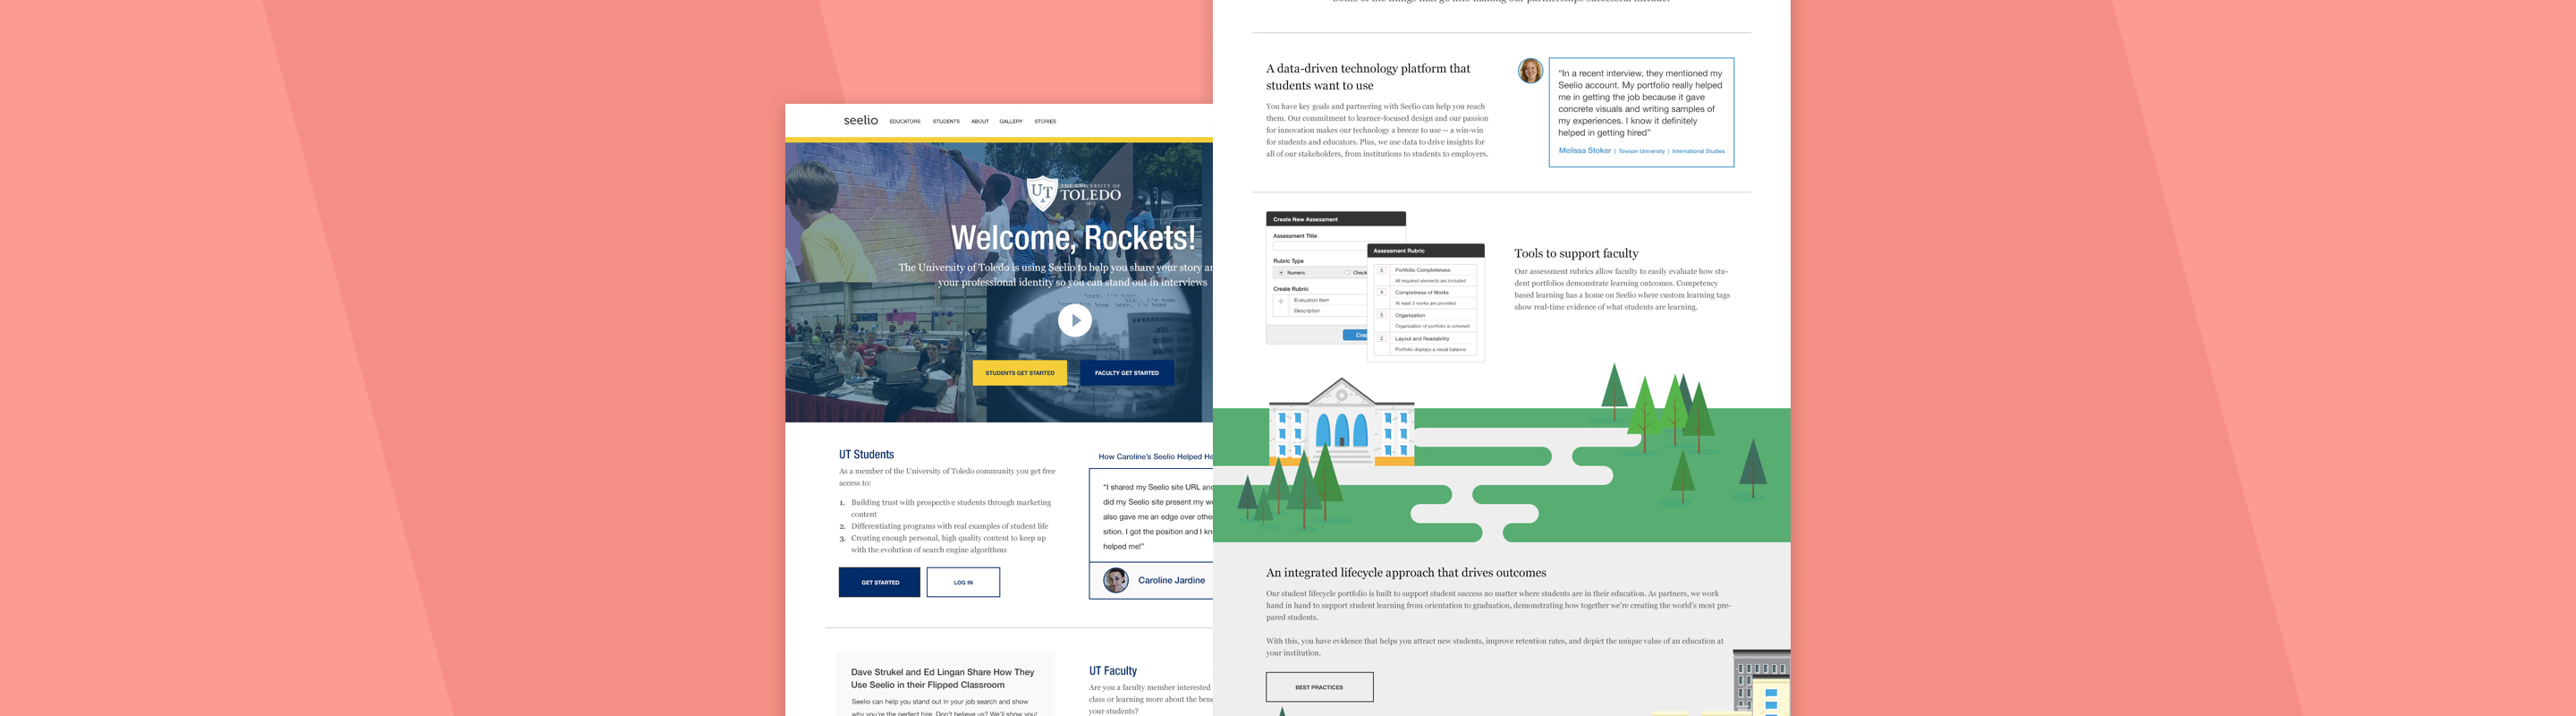 seelio EDUCATORS STUDENTS ABOUT GALLERY STORIES
UT THE UNIVERSITY OF
TOLEDO
1872
Welcome, Rockets!
The University of Toledo is using Seelio to help you share your story
your professional identity so you can stand out in interviews
STUDENTS GET STARTED FACULTY GET STARTED
UT Students
As a member of the University of Toledo community you get free
access to:
1. Building trust with prospective students through marketing
content
2. Differentiating programs with real examples of student life
3. Creating enough personal, high quality content to keep up
with the evolution of search engine algorithms
GET STARTED LOG IN
How Caroline's Seelio Helped
"I shared my Seelio site URL
did my Seelio site present my
also gave me an edge over
sition. I got the position and I
helped me!"
Caroline Jardine
Dave Strukel and Ed Lingan Share How They
Use Seelio in their Flipped Classroom
Seelio can help you stand out in your job search and show
why you're the perfect hire. Don't believe us? We'll show you!
UT Faculty
Are you a faculty member interested
class or learning more about the
your students?
Some of the things that go into making our partnerships successful include:
A data-driven technology platform that
students want to use
You have key goals and partnering with Seelio can help you reach
them. Our commitment to learner-focused design and our passion
for innovation makes our technology a breeze to use -- a win-win
for students and educators. Plus, we use data to drive insights for
all of our stakeholders, from institutions to students to employers.
"In a recent interview, they mentioned my
Seelio account. My portfolio really helped
me in getting the job because it gave
concrete visuals and writing samples of
my experiences. I know it definitely
helped in getting hired"
Melissa Stoker | Towson University | International Studies
Create New Assessment
Assessment Title
Rubric Type
Numeric Check
Create Rubric
Evaluation Item
Description
Assessment Rubric
5 Portfolio Completeness
All required elements are included
4 Completeness of Works
At least 3 works are provided
5 Organization
Organization of portfolio is coherent
2 Layout and Readability
Portfolio displays a visual balance
Tools to support faculty
Our assessment rubrics allow faculty to easily evaluate how stu-
dent portfolios demonstrate learning outcomes. Competency
based learning has a home on Seelio where custom learning tags
show real-time evidence of what students are learning.
An integrated lifecycle approach that drives outcomes
Our student lifecycle portfolio is built to support student success no matter where students are in their education. As partners, we work
hand in hand to support student learning from orientation to graduation, demonstrating how together we're creating the world's most pre-
pared students.
With this, you have evidence that helps you attract new students, improve retention rates, and depict the unique value of an education at
your institution.
BEST PRACTICES